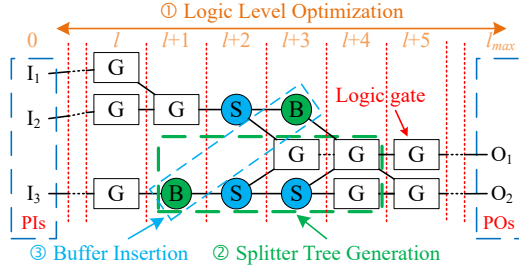 ① Logic Level Optimization
0 l l+1 l+2 l+3 l+4 l+5 lmax
I1 G
Logic gate
I2 G G S B
G G G O1
I3 G B S S G G O2
PIs POs
③ Buffer Insertion ② Splitter Tree Generation